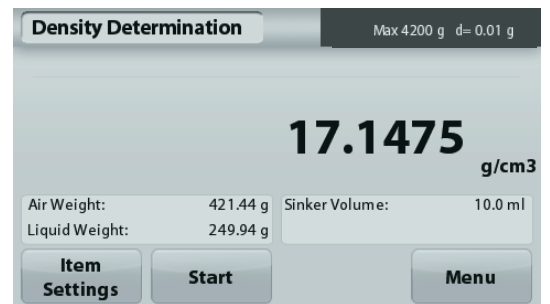 Density Determination
Max 4200 g d= 0.01 g
17.1475
g/cm3
Air Weight: 421.44 g
Liquid Weight: 249.94 g
Sinker Volume: 10.0 ml
Item
Settings
Start
Menu